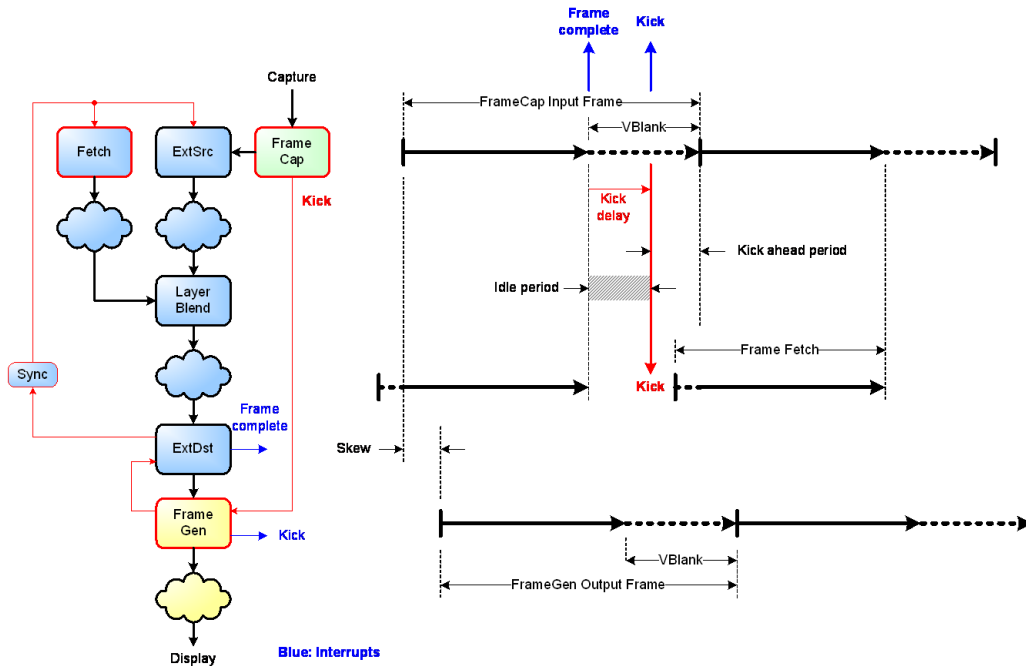 Capture
Fetch
ExtSrc
Frame
Cap
Kick
Layer
Blend
Sync
Frame
complete
ExtDst
Frame
Gen
Kick
Display
Blue: Interrupts
Frame
complete
Kick
FrameCap Input Frame
VBlank
Kick
delay
Kick ahead period
Idle period
Frame Fetch
Kick
Skew
VBlank
FrameGen Output Frame